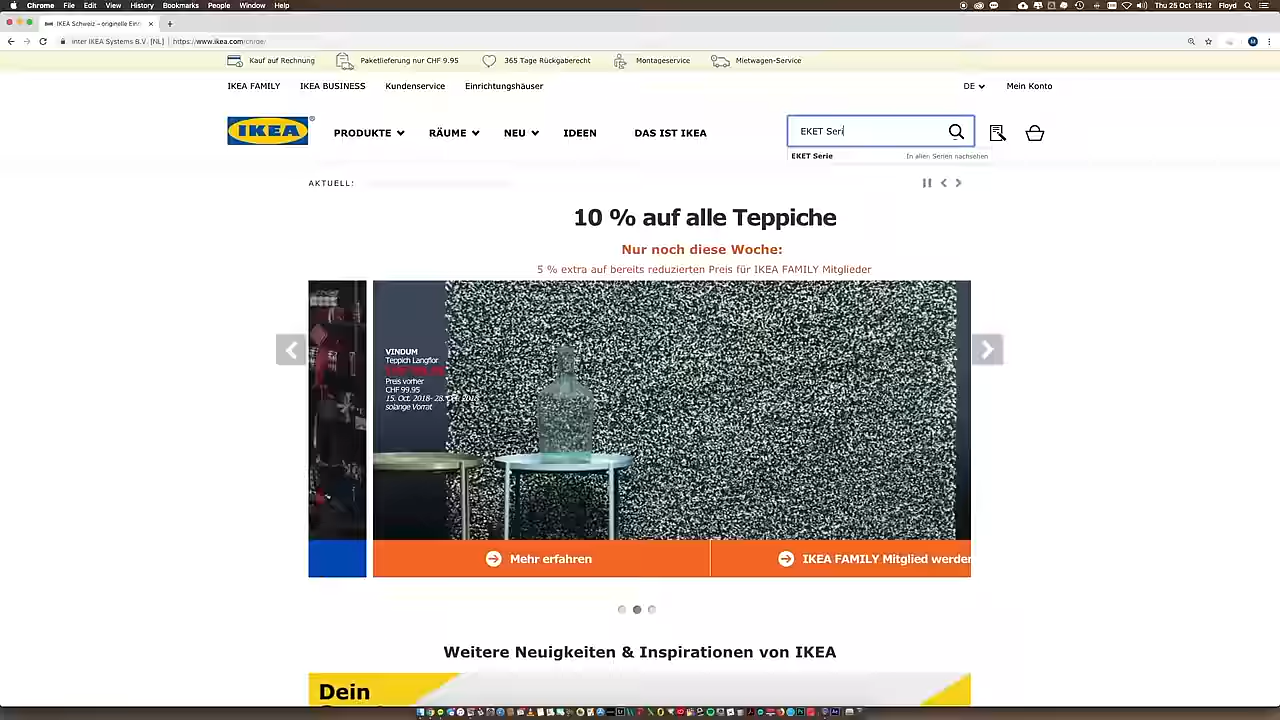 Chrome File Edit View History Bookmarks People Window Help
Thu 25 Oct 18:12 Floyd
inter IKEA Systems B.V. [NL] https://www.ikea.com/ch/de/
Kauf auf Rechnung Paketlieferung nur CHF 9.95 365 Tage Rückgaberecht Montageservice Mietwagen-Service
IKEA FAMILY IKEA BUSINESS Kundenservice Einrichtungshäuser DE Mein Konto
IKEA PRODUKTE RÄUME NEU IDEEN DAS IST IKEA
EKET Seri
EKET Serie In allen Serien nachsehen
AKTUELL:
10 % auf alle Teppiche
Nur noch diese Woche:
5 % extra auf bereits reduzierten Preis für IKEA FAMILY Mitglieder
VINDUM
Teppich Langflor
Preis vorher
CHF 99.95
15. Oct. 2018- 28.
solange Vorrat
Mehr erfahren IKEA FAMILY Mitglied werden
Weitere Neuigkeiten & Inspirationen von IKEA
Dein